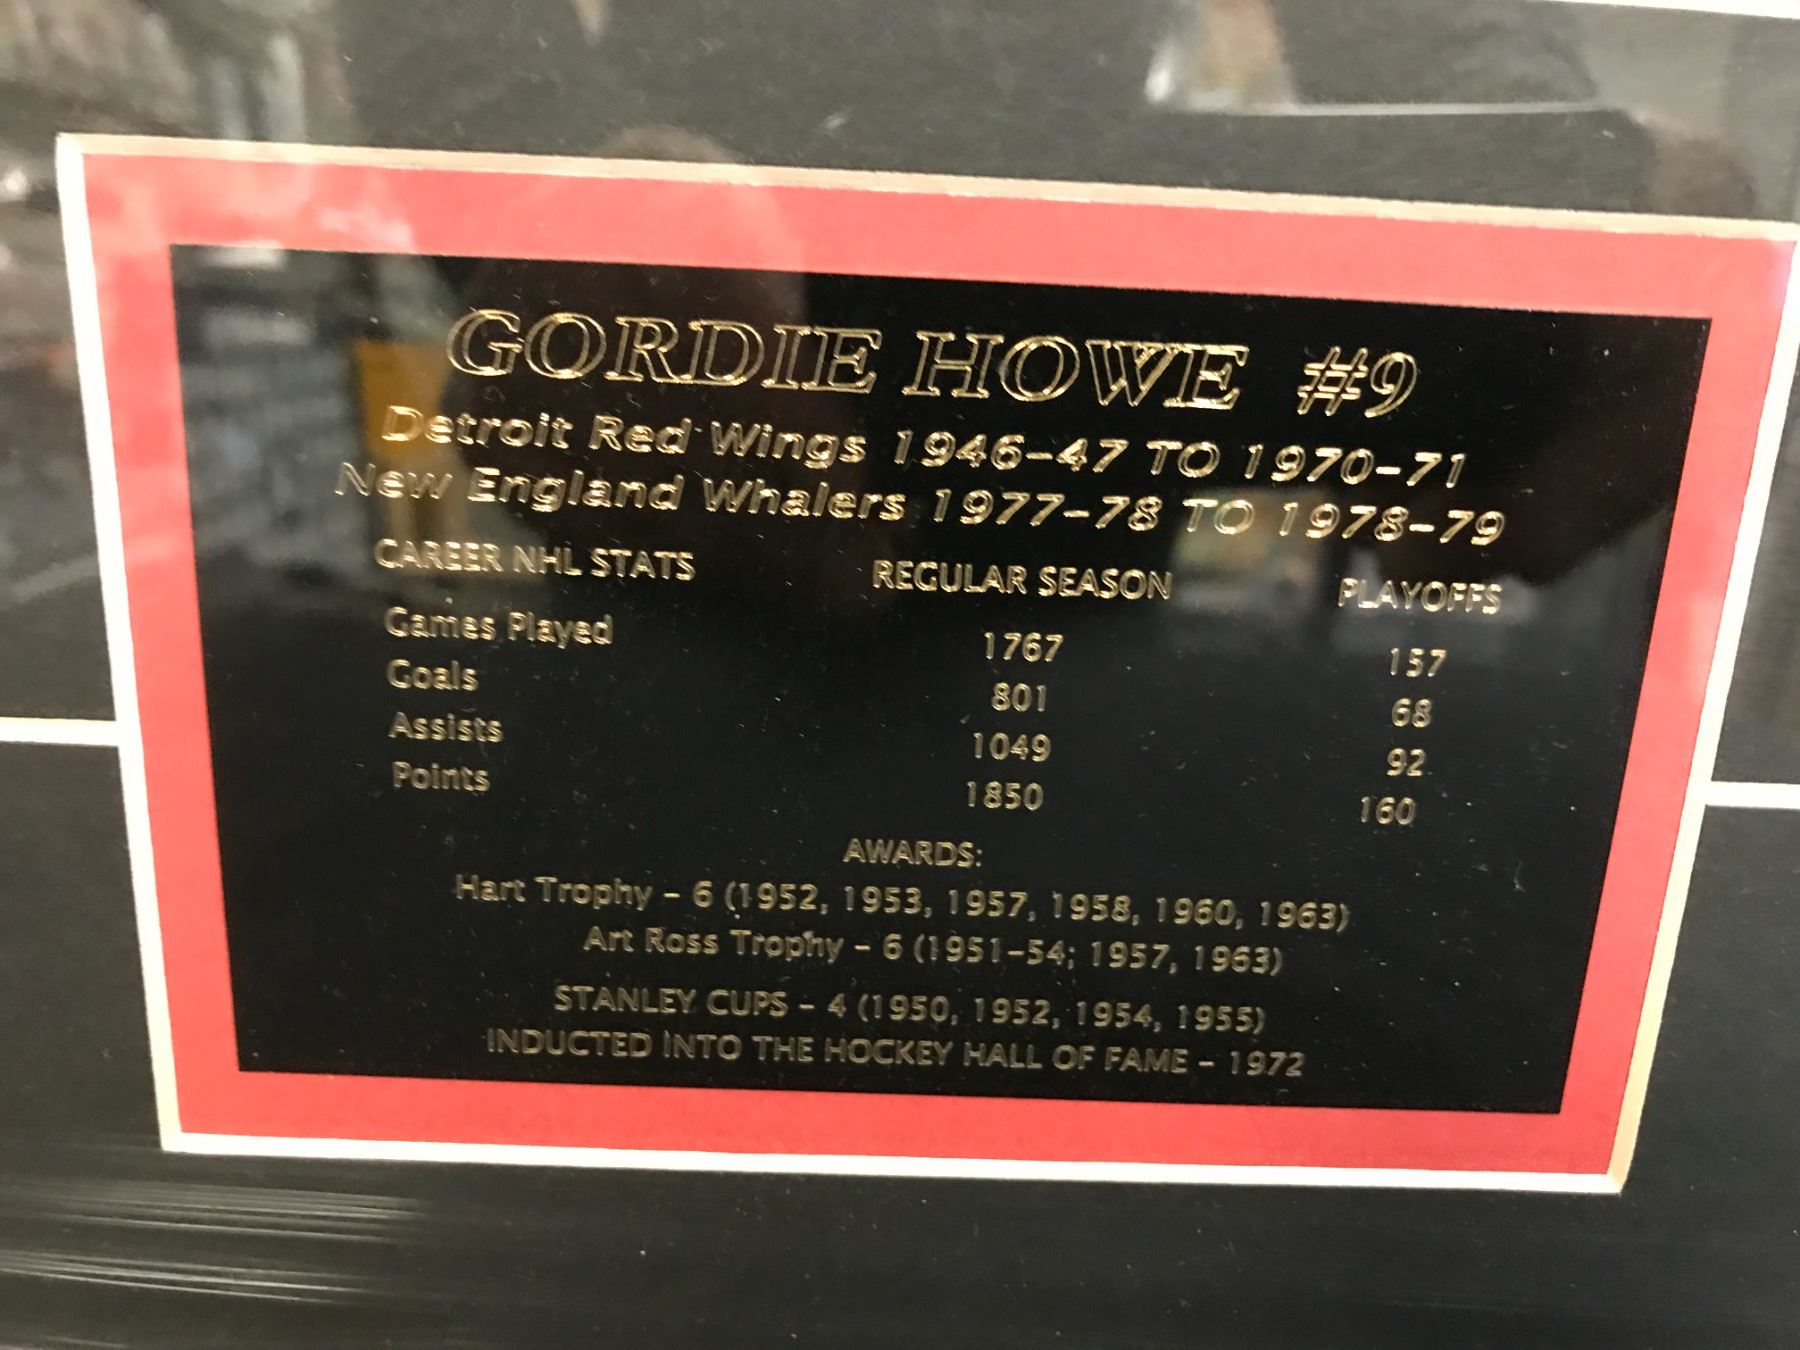 GORDIE HOWE #9
Detroit Red Wings 1946-47 TO 1970-71
New England Whalers 1977-78 TO 1978-79
CAREER NHL STATS REGULAR SEASON PLAYOFFS
Games Played 1767 157
Goals 801 68
Assists 1049 92
Points 1850 160
AWARDS:
Hart Trophy - 6 (1952, 1953, 1957, 1958, 1960, 1963)
Art Ross Trophy - 6 (1951-54; 1957, 1963)
STANLEY CUPS - 4 (1950, 1952, 1954, 1955)
INDUCTED INTO THE HOCKEY HALL OF FAME - 1972